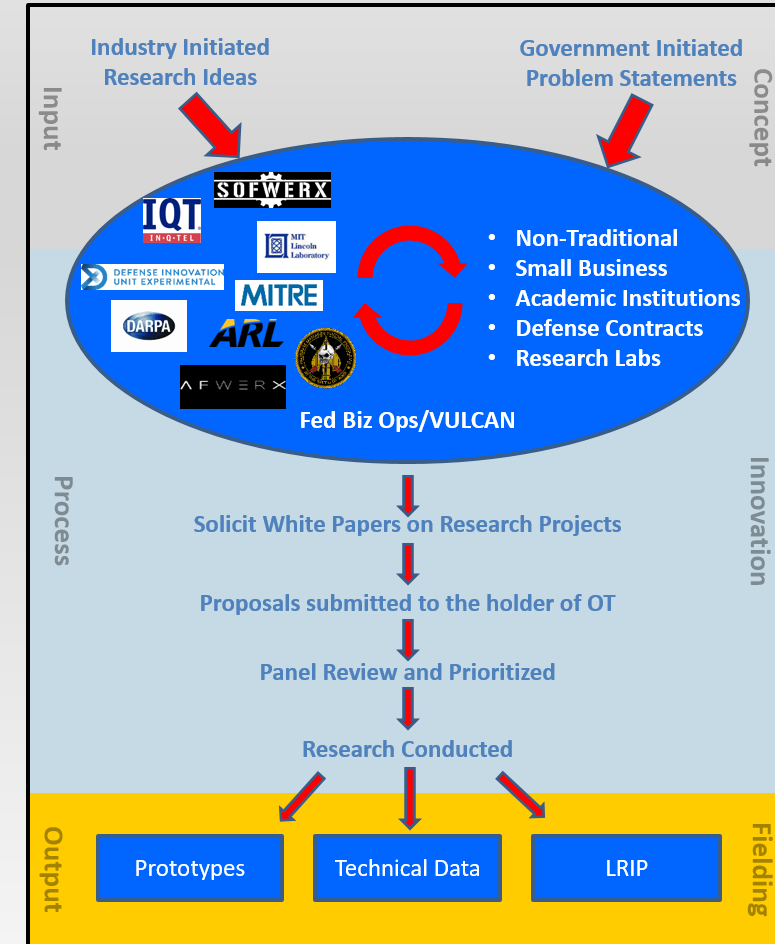 Industry Initiated
Research Ideas
Government Initiated
Problem Statements
Input
Concept
SOFWERX
IQT
IN-Q-TEL
MIT
Lincoln
Laboratory
DEFENSE INNOVATION
UNIT EXPERIMENTAL
MITRE
DARPA
ARL
AFWERX
• Non-Traditional
• Small Business
• Academic Institutions
• Defense Contracts
• Research Labs
Fed Biz Ops/VULCAN
Process
Innovation
Solicit White Papers on Research Projects
Proposals submitted to the holder of OT
Panel Review and Prioritized
Research Conducted
Output
Fielding
Prototypes
Technical Data
LRIP